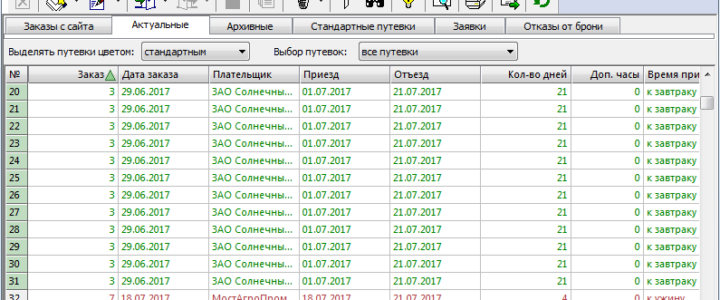 Заказы с сайта Актуальные Архивные Стандартные путевки Заявки Отказы от брони
Выделять путевки цветом: стандартным Выбор путевок: все путевки
№ Заказ Дата заказа Плательщик Приезд Отъезд Кол-во дней Доп. часы Время при
20 3 29.06.2017 ЗАО Солнечны... 01.07.2017 21.07.2017 21 0 к завтраку
21 3 29.06.2017 ЗАО Солнечны... 01.07.2017 21.07.2017 21 0 к завтраку
22 3 29.06.2017 ЗАО Солнечны... 01.07.2017 21.07.2017 21 0 к завтраку
23 3 29.06.2017 ЗАО Солнечны... 01.07.2017 21.07.2017 21 0 к завтраку
24 3 29.06.2017 ЗАО Солнечны... 01.07.2017 21.07.2017 21 0 к завтраку
25 3 29.06.2017 ЗАО Солнечны... 01.07.2017 21.07.2017 21 0 к завтраку
26 3 29.06.2017 ЗАО Солнечны... 01.07.2017 21.07.2017 21 0 к завтраку
27 3 29.06.2017 ЗАО Солнечны... 01.07.2017 21.07.2017 21 0 к завтраку
28 3 29.06.2017 ЗАО Солнечны... 01.07.2017 21.07.2017 21 0 к завтраку
29 3 29.06.2017 ЗАО Солнечны... 01.07.2017 21.07.2017 21 0 к завтраку
30 3 29.06.2017 ЗАО Солнечны... 01.07.2017 21.07.2017 21 0 к завтраку
31 3 29.06.2017 ЗАО Солнечны... 01.07.2017 21.07.2017 21 0 к завтраку
32 7 18.07.2017 МостАгроПром 18.07.2017 21.07.2017 4 0 к ужину